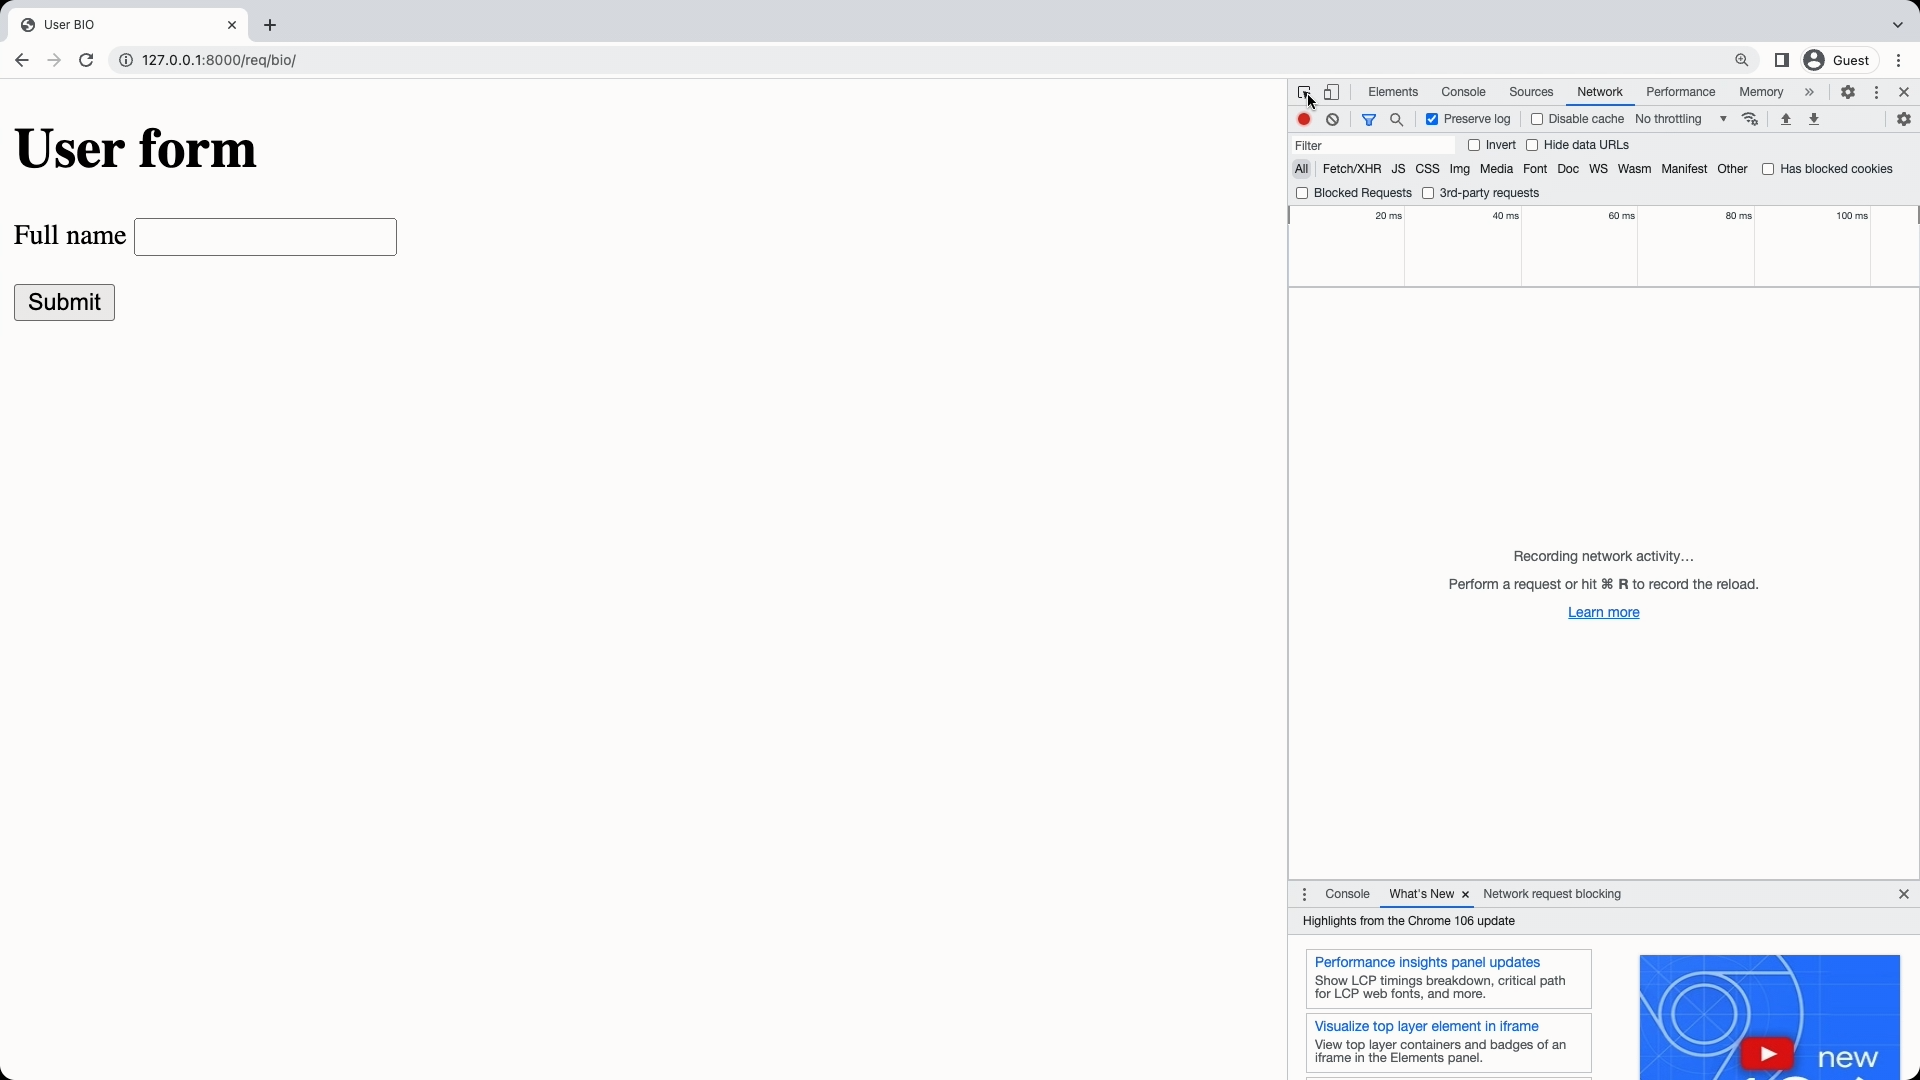 User BIO
127.0.0.1:8000/req/bio/
Guest
User form
Full name
Submit
Elements Console Sources Network Performance Memory
Preserve log Disable cache No throttling
Filter Invert Hide data URLs
All Fetch/XHR JS CSS Img Media Font Doc WS Wasm Manifest Other Has blocked cookies
Blocked Requests 3rd-party requests
20 ms 40 ms 60 ms 80 ms 100 ms
Recording network activity…
Perform a request or hit ⌘ R to record the reload.
Learn more
Console What's New Network request blocking
Highlights from the Chrome 106 update
Performance insights panel updates
Show LCP timings breakdown, critical path
for LCP web fonts, and more.
Visualize top layer element in iframe
View top layer containers and badges of an
iframe in the Elements panel.
new